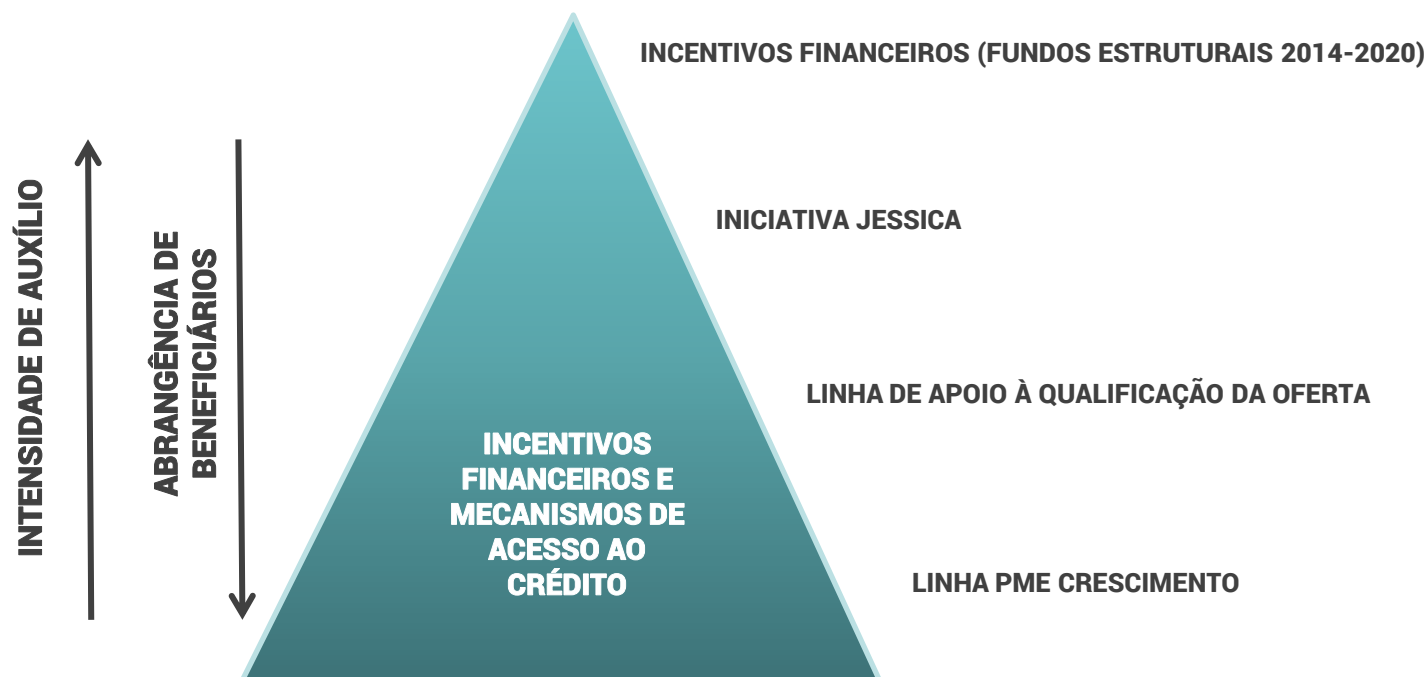 INCENTIVOS FINANCEIROS (FUNDOS ESTRUTURAIS 2014-2020)
INTENSIDADE DE AUXÍLIO
ABRANGÊNCIA DE
BENEFICIÁRIOS
INICIATIVA JESSICA
LINHA DE APOIO À QUALIFICAÇÃO DA OFERTA
INCENTIVOS
FINANCEIROS E
MECANISMOS DE
ACESSO AO
CRÉDITO
LINHA PME CRESCIMENTO